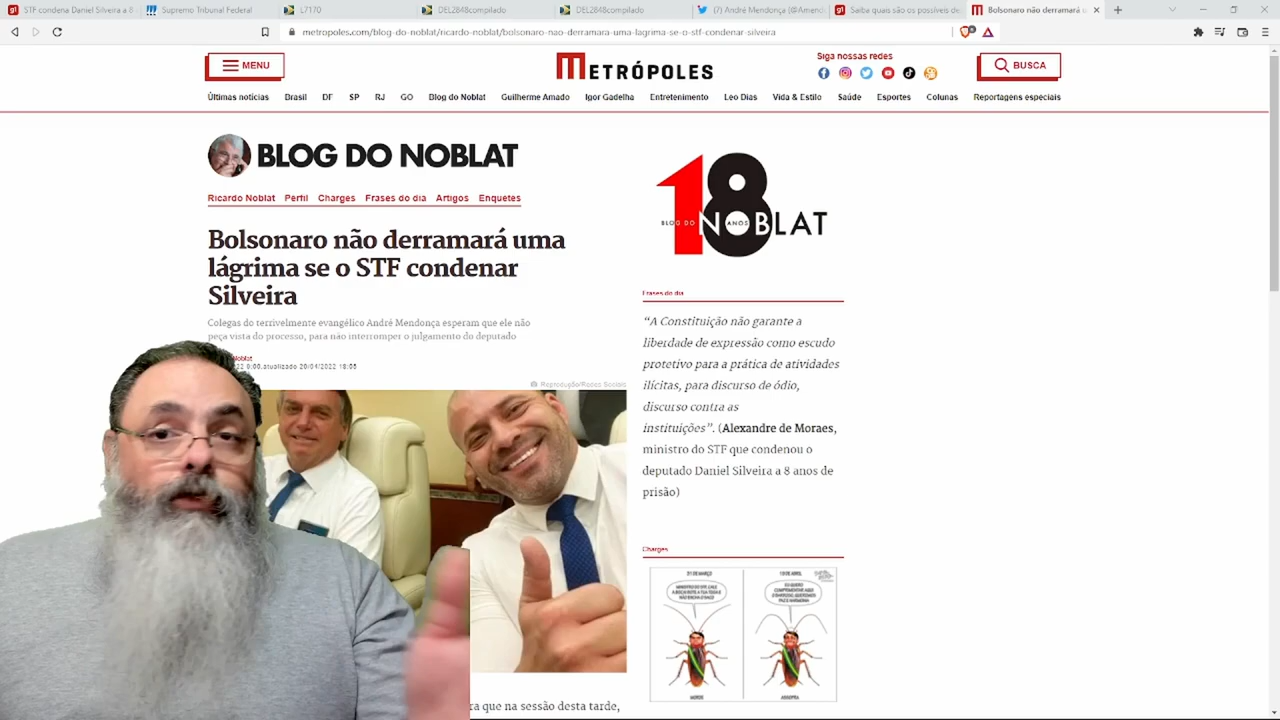 STF condena Daniel Silveira a 8
Supremo Tribunal Federal
L7170
DEL2848compilado
DEL2848compilado
(7) André Mendonça (@Amend
Saiba quais são os possíveis de
Bolsonaro não derramará u
metropoles.com/blog-do-noblat/ricardo-noblat/bolsonaro-nao-derramara-uma-lagrima-se-o-stf-condenar-silveira
MENU
METRÓPOLES
Siga nossas redes
BUSCA
Últimas notícias Brasil DF SP RJ GO Blog do Noblat Guilherme Amado Igor Gadelha Entretenimento Leo Dias Vida & Estilo Saúde Esportes Colunas Reportagens especiais
BLOG DO NOBLAT
Ricardo Noblat Perfil Charges Frases do dia Artigos Enquetes
Bolsonaro não derramará uma
lágrima se o STF condenar
Silveira
Colegas do terrivelmente evangélico André Mendonça esperam que ele não
peça vista do processo, para não interromper o julgamento do deputado
Noblat
022 8:00, atualizado 20/04/2022 18:05
Reprodução/Redes Sociais
ra que na sessão desta tarde,
18
BLOG DO ANOS
NOBLAT
Frases do dia
“A Constituição não garante a
liberdade de expressão como escudo
protetivo para a prática de atividades
ilícitas, para discurso de ódio,
discurso contra as
instituições”. (Alexandre de Moraes,
ministro do STF que condenou o
deputado Daniel Silveira a 8 anos de
prisão)
Charges
31 DE MARÇO
19 DE ABRIL